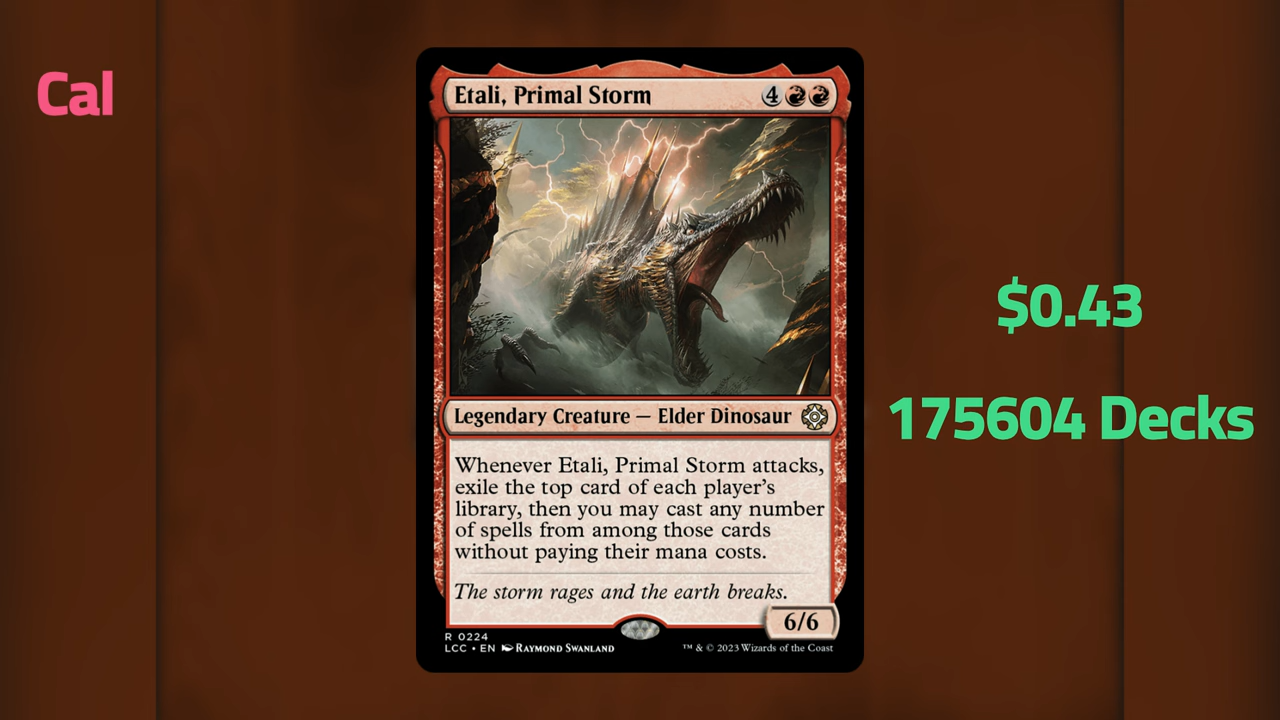 Cal
Etali, Primal Storm 4
Legendary Creature — Elder Dinosaur
Whenever Etali, Primal Storm attacks,
exile the top card of each player's
library, then you may cast any number
of spells from among those cards
without paying their mana costs.
The storm rages and the earth breaks.
6/6
R 0224
LCC • EN Raymond Swanland
™ & © 2023 Wizards of the Coast
$0.43
175604 Decks